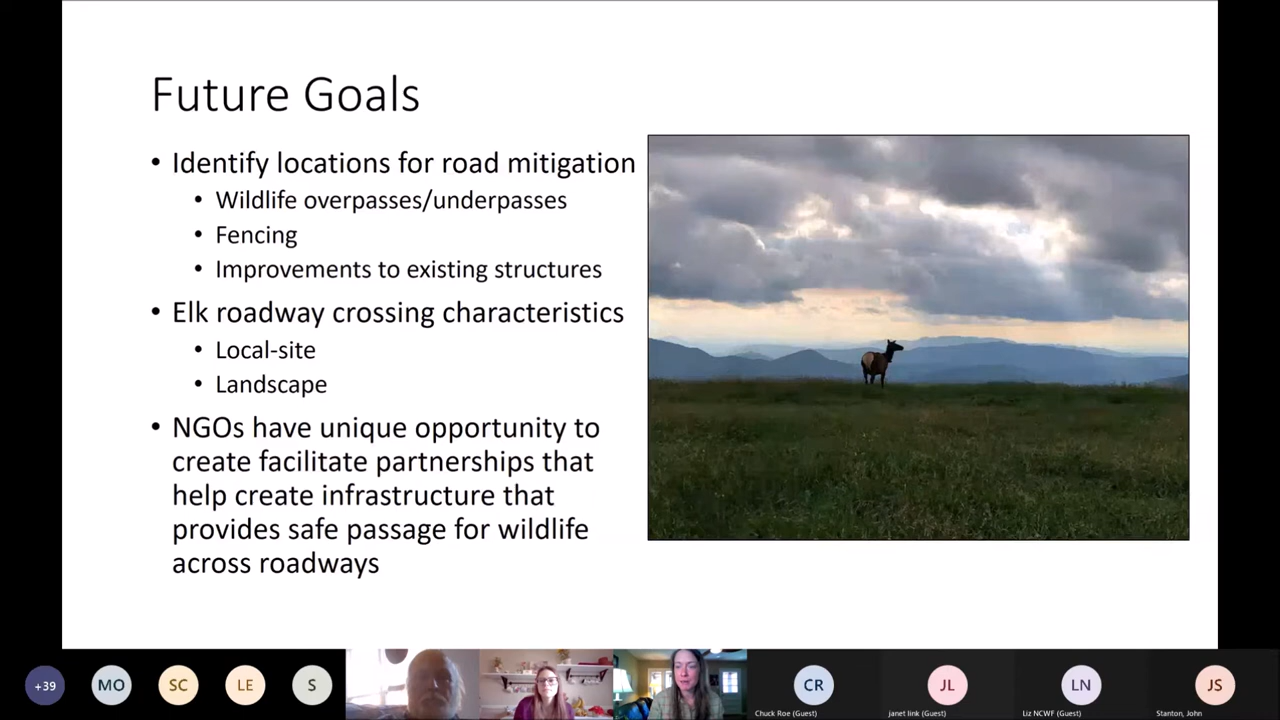 Future Goals
• Identify locations for road mitigation
• Wildlife overpasses/underpasses
• Fencing
• Improvements to existing structures
• Elk roadway crossing characteristics
• Local-site
• Landscape
• NGOs have unique opportunity to
create facilitate partnerships that
help create infrastructure that
provides safe passage for wildlife
across roadways
+39 MO SC LE S CR JL LN JS
Chuck Roe (Guest) janet link (Guest) Liz NCWF (Guest) Stanton, John